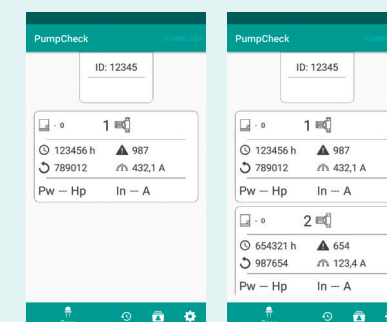 PumpCheck CONNECTED
ID: 12345
- 0 1
123456 h 987
789012 432,1 A
Pw --- Hp In --- A
PumpCheck
ID: 12345
- 0 1
123456 h 987
789012 432,1 A
Pw --- Hp In --- A
- 0 2
654321 h 654
987654 123,4 A
Pw --- Hp In --- A